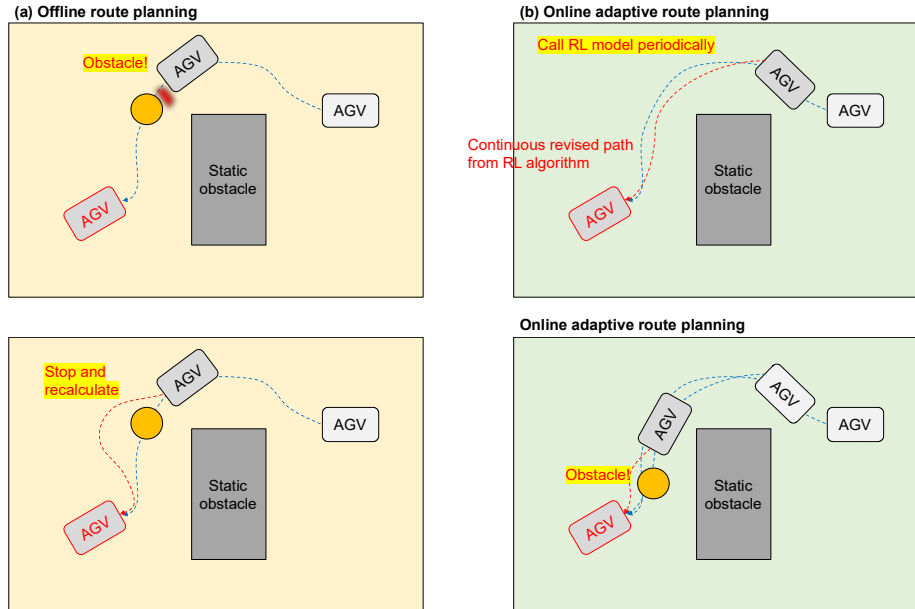 (a) Offline route planning
Obstacle!
AGV
AGV
Static
obstacle
AGV
(b) Online adaptive route planning
Call RL model periodically
AGV
AGV
Continuous revised path
from RL algorithm
Static
obstacle
AGV
Stop and
recalculate
AGV
AGV
Static
obstacle
AGV
Online adaptive route planning
AGV
AGV
AGV
Obstacle!
Static
obstacle
AGV